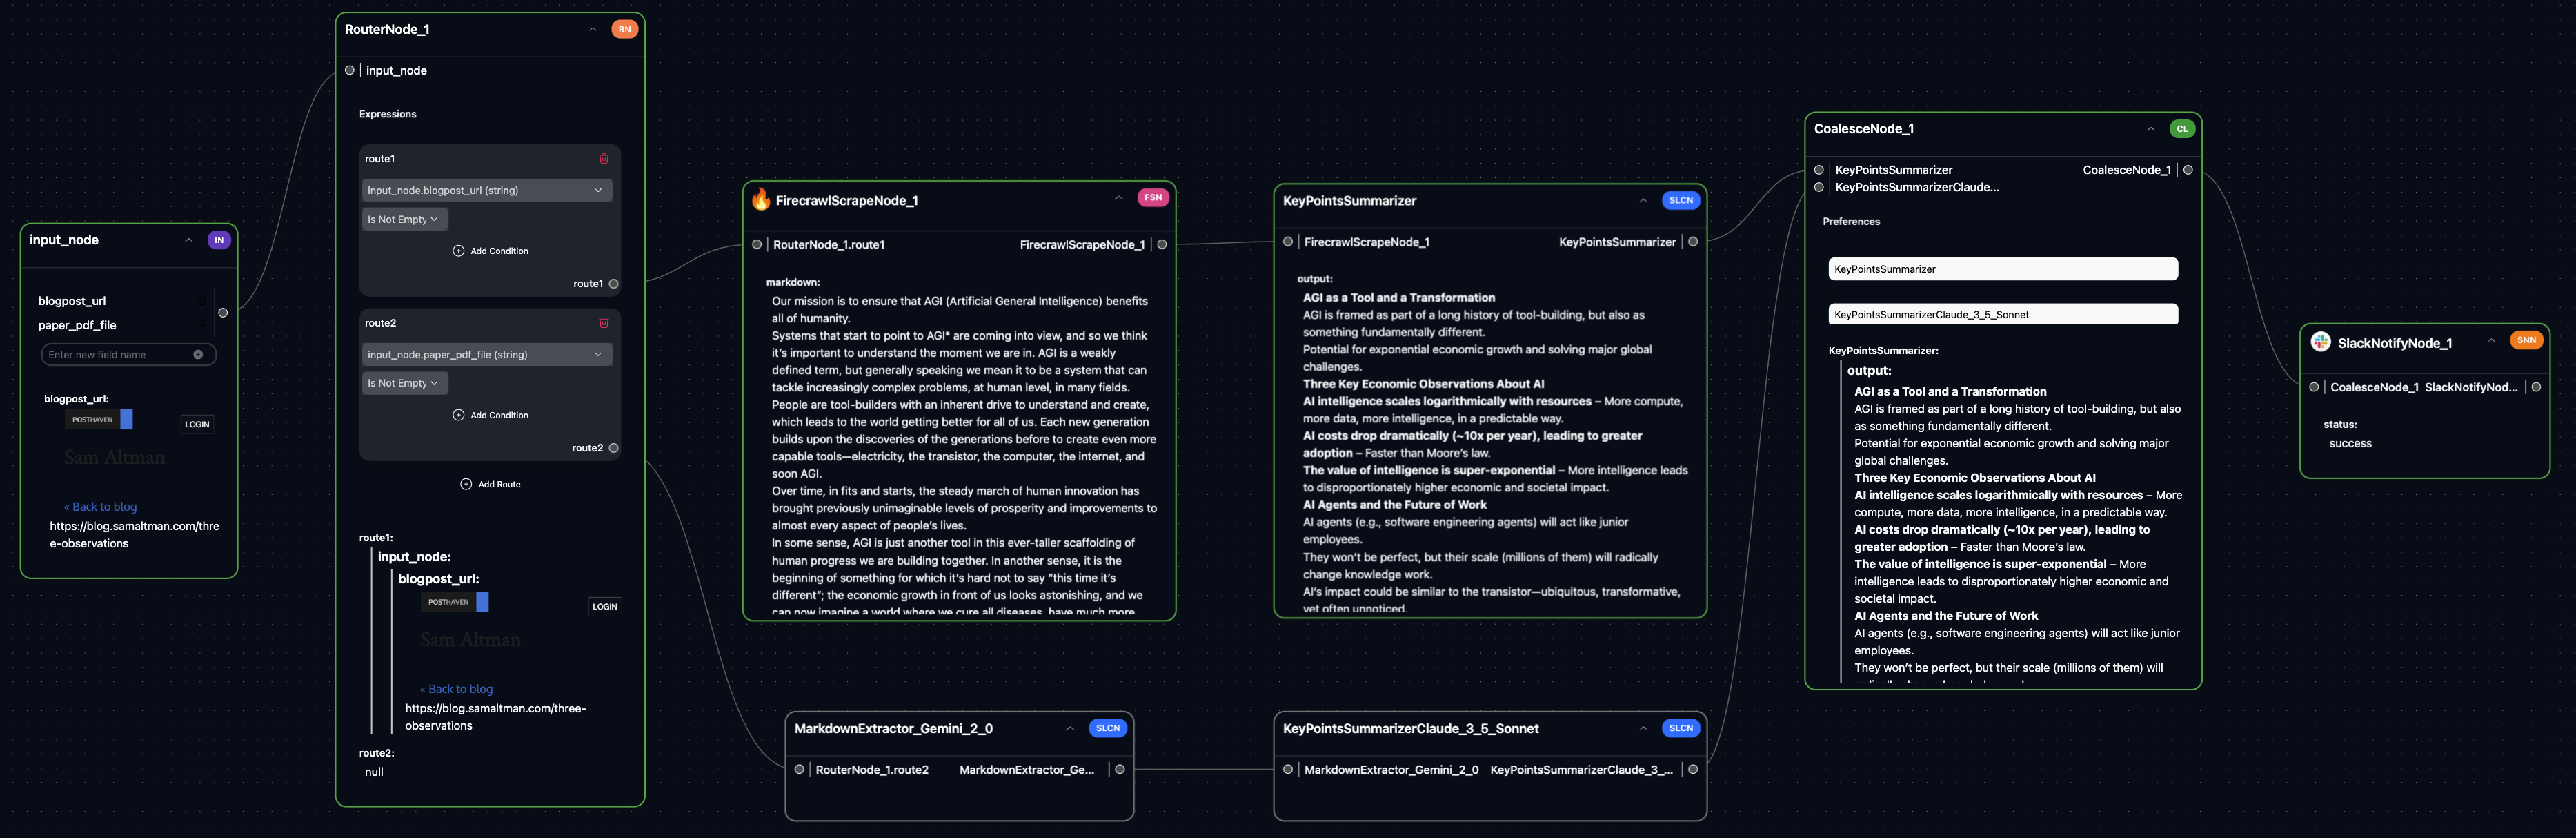 input_node
IN
blogpost_url
paper_pdf_file
Enter new field name
blogpost_url:
POSTHAVEN
LOGIN
Sam Altman
« Back to blog
https://blog.samaltman.com/thre
e-observations
RouterNode_1
RN
input_node
Expressions
route1
input_node.blogpost_url (string)
Is Not Empty
Add Condition
route1
route2
input_node.paper_pdf_file (string)
Is Not Empty
Add Condition
route2
Add Route
route1:
input_node:
blogpost_url:
POSTHAVEN
LOGIN
Sam Altman
« Back to blog
https://blog.samaltman.com/three-
observations
route2:
null
FirecrawlScrapeNode_1
FSN
RouterNode_1.route1
FirecrawlScrapeNode_1
markdown:
Our mission is to ensure that AGI (Artificial General Intelligence) benefits
all of humanity.
Systems that start to point to AGI* are coming into view, and so we think
it's important to understand the moment we are in. AGI is a weakly
defined term, but generally speaking we mean it to be a system that can
tackle increasingly complex problems, at human level, in many fields.
People are tool-builders with an inherent drive to understand and create,
which leads to the world getting better for all of us. Each new generation
builds upon the discoveries of the generations before to create even more
capable tools—electricity, the transistor, the computer, the internet, and
soon AGI.
Over time, in fits and starts, the steady march of human innovation has
brought previously unimaginable levels of prosperity and improvements to
almost every aspect of people's lives.
In some sense, AGI is just another tool in this ever-taller scaffolding of
human progress we are building together. In another sense, it is the
beginning of something for which it's hard not to say "this time it's
different"; the economic growth in front of us looks astonishing, and we
can now imagine a world where we cure all diseases, have much more
KeyPointsSummarizer
SLCN
FirecrawlScrapeNode_1
KeyPointsSummarizer
output:
AGI as a Tool and a Transformation
AGI is framed as part of a long history of tool-building, but also as
something fundamentally different.
Potential for exponential economic growth and solving major global
challenges.
Three Key Economic Observations About AI
AI intelligence scales logarithmically with resources – More compute,
more data, more intelligence, in a predictable way.
AI costs drop dramatically (~10x per year), leading to greater
adoption – Faster than Moore's law.
The value of intelligence is super-exponential – More intelligence leads
to disproportionately higher economic and societal impact.
AI Agents and the Future of Work
AI agents (e.g., software engineering agents) will act like junior
employees.
They won't be perfect, but their scale (millions of them) will radically
change knowledge work.
AI's impact could be similar to the transistor—ubiquitous, transformative,
yet often unnoticed.
MarkdownExtractor_Gemini_2_0
SLCN
RouterNode_1.route2
MarkdownExtractor_Ge...
KeyPointsSummarizerClaude_3_5_Sonnet
SLCN
MarkdownExtractor_Gemini_2_0
KeyPointsSummarizerClaude_3_...
CoalesceNode_1
CL
KeyPointsSummarizer
CoalesceNode_1
KeyPointsSummarizerClaude...
Preferences
KeyPointsSummarizer
KeyPointsSummarizerClaude_3_5_Sonnet
KeyPointsSummarizer:
output:
AGI as a Tool and a Transformation
AGI is framed as part of a long history of tool-building, but also
as something fundamentally different.
Potential for exponential economic growth and solving major
global challenges.
Three Key Economic Observations About AI
AI intelligence scales logarithmically with resources – More
compute, more data, more intelligence, in a predictable way.
AI costs drop dramatically (~10x per year), leading to
greater adoption – Faster than Moore's law.
The value of intelligence is super-exponential – More
intelligence leads to disproportionately higher economic and
societal impact.
AI Agents and the Future of Work
AI agents (e.g., software engineering agents) will act like junior
employees.
They won't be perfect, but their scale (millions of them) will
radically change knowledge work.
SlackNotifyNode_1
SNN
CoalesceNode_1
SlackNotifyNod...
status:
success